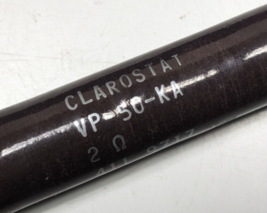 CLAROSTAT
VP-50-KA
2 Ω